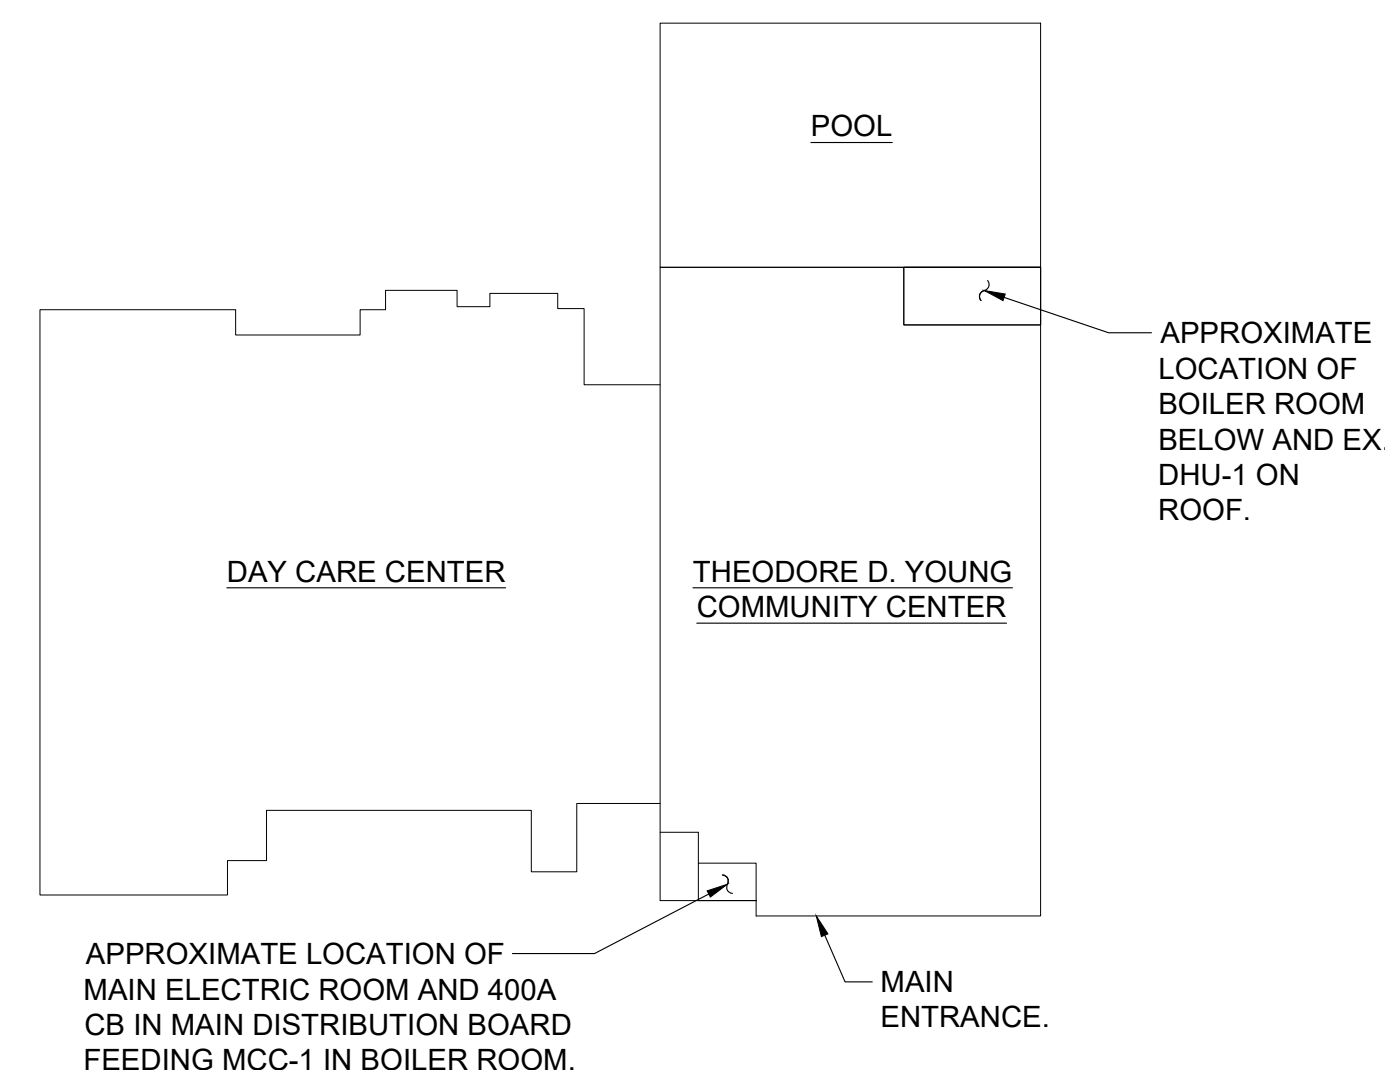 POOL
APPROXIMATE
LOCATION OF
BOILER ROOM
BELOW AND EX.
DHU-1 ON
ROOF.
DAY CARE CENTER
THEODORE D. YOUNG
COMMUNITY CENTER
APPROXIMATE LOCATION OF
MAIN ELECTRIC ROOM AND 400A
CB IN MAIN DISTRIBUTION BOARD
FEEDING MCC-1 IN BOILER ROOM.
MAIN
ENTRANCE.